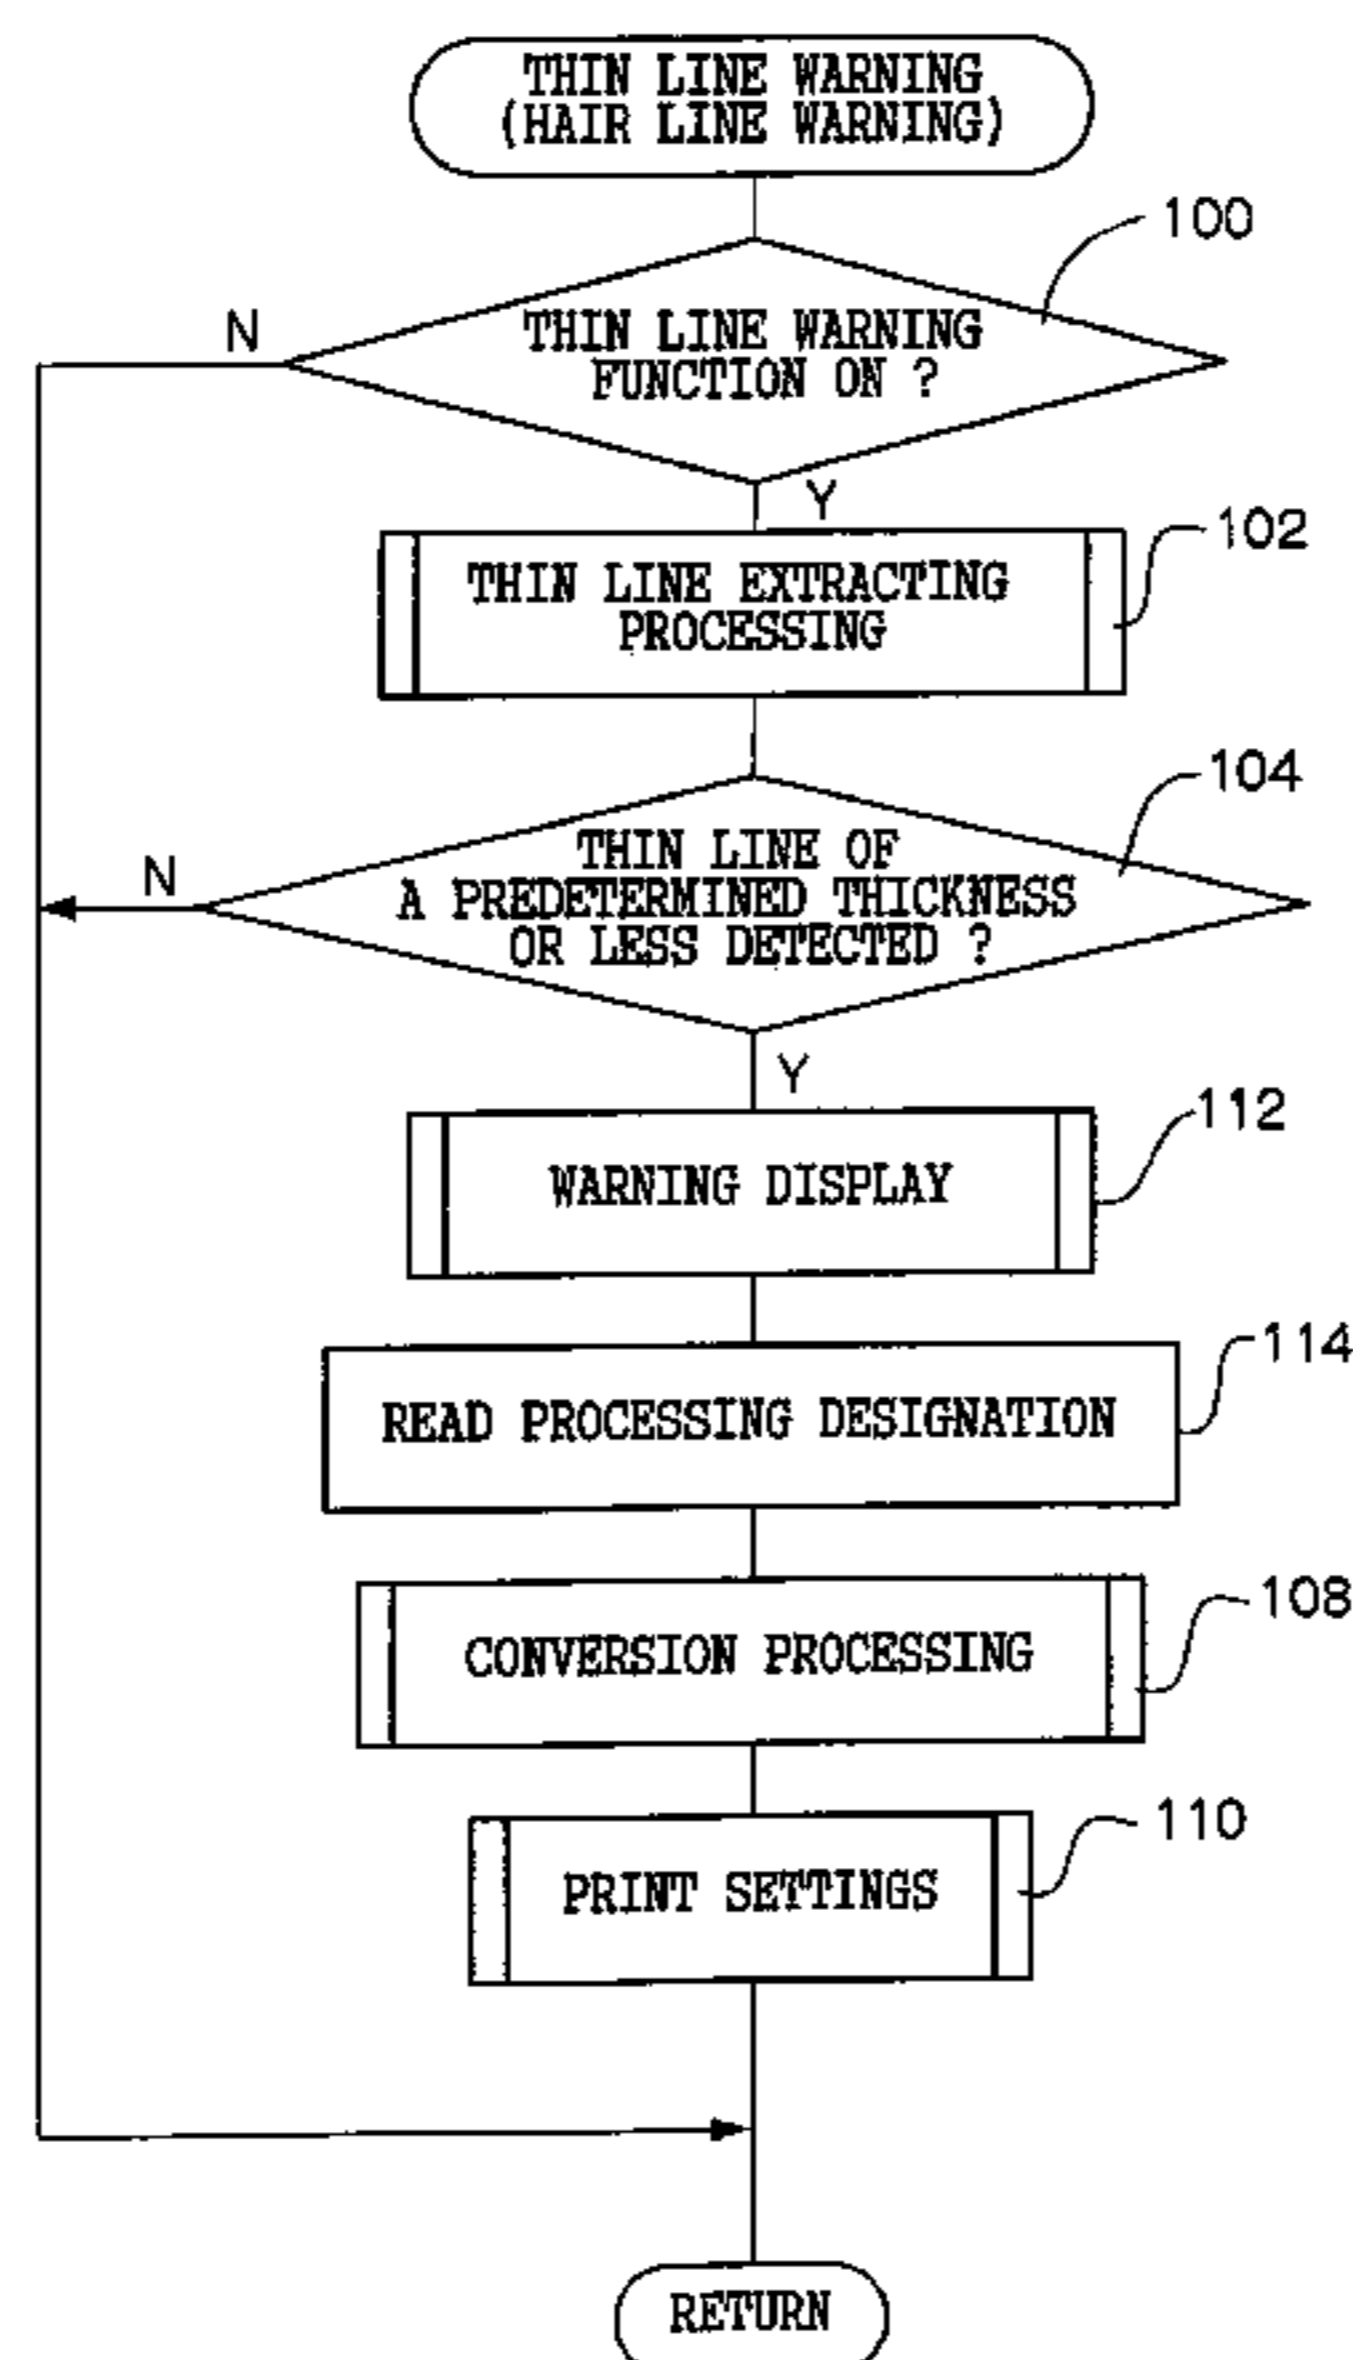 THIN LINE WARNING
(HAIR LINE WARNING)
100
N
THIN LINE WARNING
FUNCTION ON ?
Y
102
THIN LINE EXTRACTING
PROCESSING
104
N
THIN LINE OF
A PREDETERMINED THICKNESS
OR LESS DETECTED ?
Y
112
WARNING DISPLAY
114
READ PROCESSING DESIGNATION
108
CONVERSION PROCESSING
110
PRINT SETTINGS
RETURN